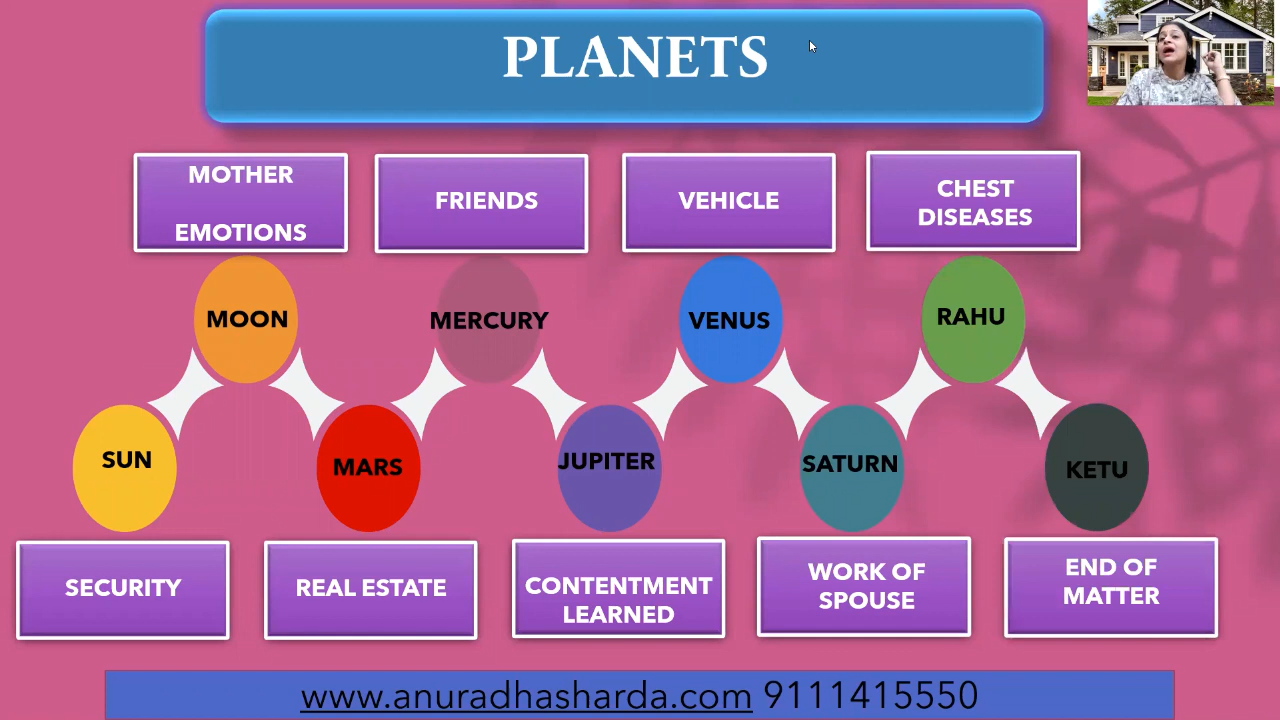 PLANETS
MOTHER
EMOTIONS
FRIENDS
VEHICLE
CHEST
DISEASES
MOON
MERCURY
VENUS
RAHU
SUN
MARS
JUPITER
SATURN
KETU
SECURITY
REAL ESTATE
CONTENTMENT
LEARNED
WORK OF
SPOUSE
END OF
MATTER
www.anuradhasharda.com 9111415550